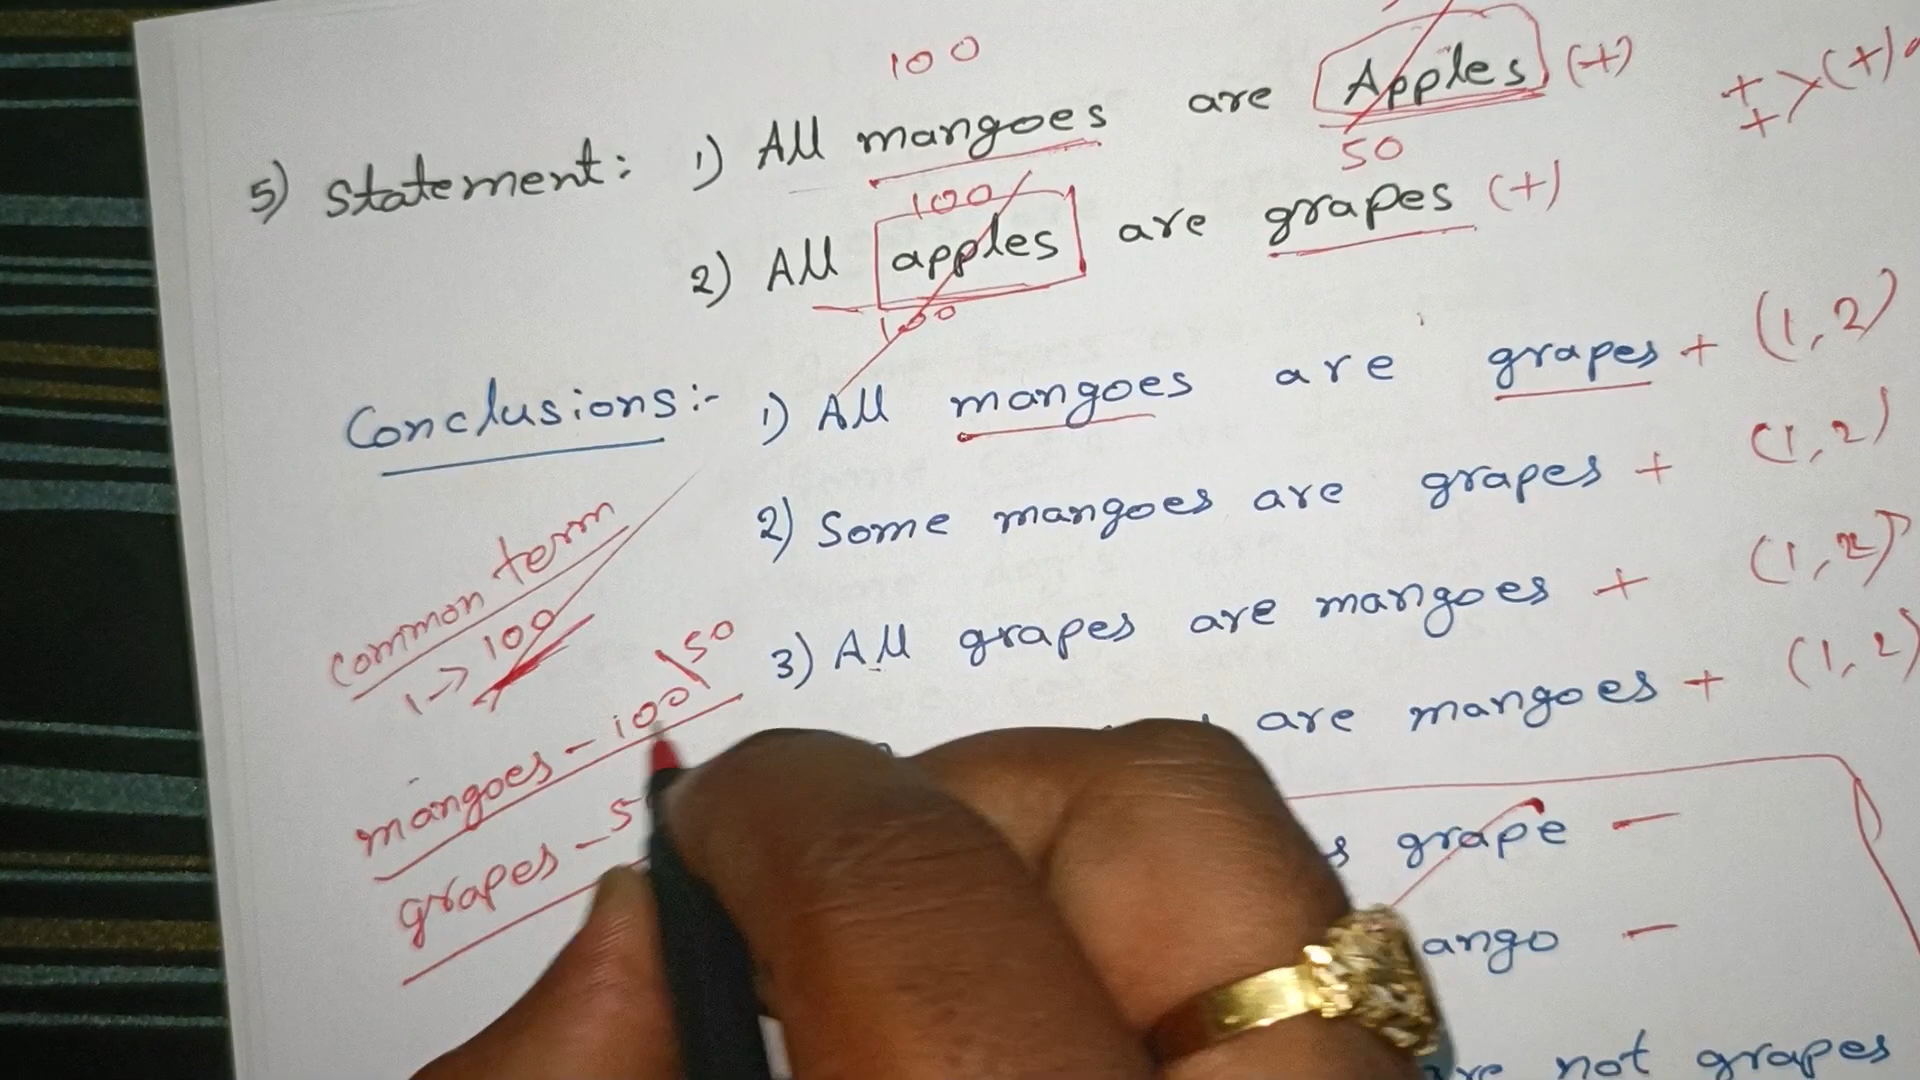 100
5) Statement: 1) All mangoes are Apples (+)
50
+ + (+)
100
2) All apples are grapes (+)
100
Conclusions:- 1) All mangoes are grapes + (1,2)
2) Some mangoes are grapes + (1,2)
3) All grapes are mangoes + (1,2)
are mangoes + (1,2)
grape -
ango -
not grapes
common term
1-> 100
mangoes - 100 50
grapes - 5